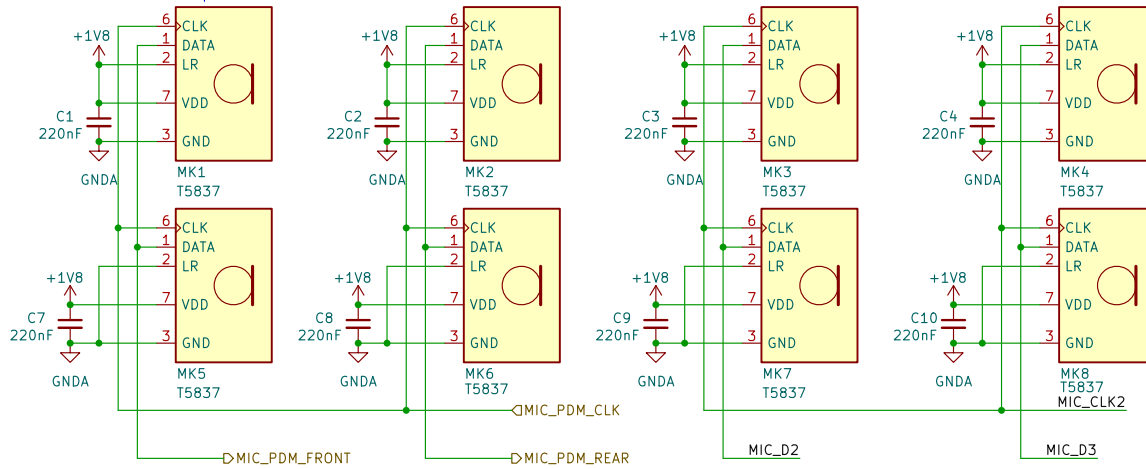 6 CLK
1 DATA
2 LR
7 VDD
3 GND
+1V8
C1
220nF
GNDA
MK1
T5837
6 CLK
1 DATA
2 LR
7 VDD
3 GND
+1V8
C2
220nF
GNDA
MK2
T5837
6 CLK
1 DATA
2 LR
7 VDD
3 GND
+1V8
C3
220nF
GNDA
MK3
T5837
6 CLK
1 DATA
2 LR
7 VDD
3 GND
+1V8
C4
220nF
GNDA
MK4
T5837
6 CLK
1 DATA
2 LR
7 VDD
3 GND
+1V8
C7
220nF
GNDA
MK5
T5837
6 CLK
1 DATA
2 LR
7 VDD
3 GND
+1V8
C8
220nF
GNDA
MK6
T5837
6 CLK
1 DATA
2 LR
7 VDD
3 GND
+1V8
C9
220nF
GNDA
MK7
T5837
6 CLK
1 DATA
2 LR
7 VDD
3 GND
+1V8
C10
220nF
GNDA
MK8
T5837
MIC_CLK2
MIC_PDM_CLK
MIC_PDM_FRONT
MIC_PDM_REAR
MIC_D2
MIC_D3